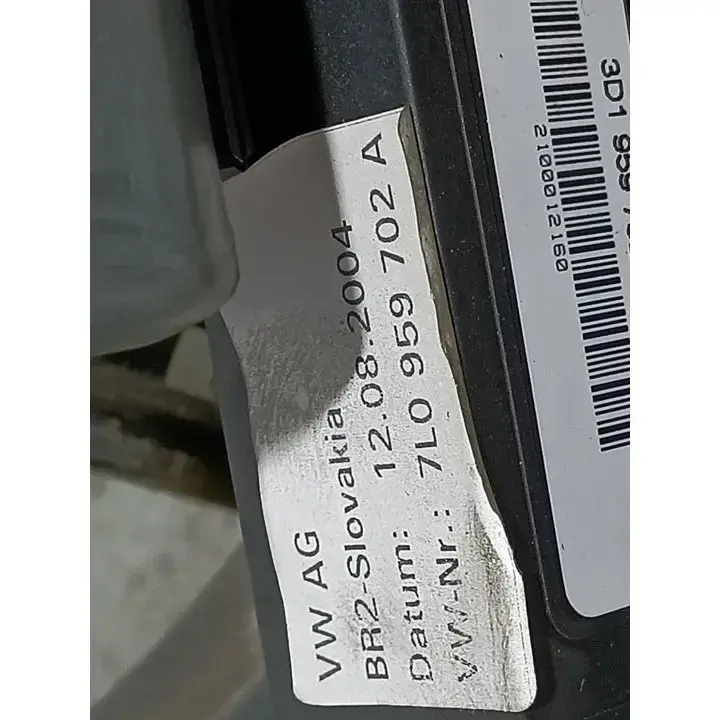 VW AG
BR2-Slovakia
Datum: 12.08.2004
VW-Nr.: 7L0 959 702 A
2100012160
3D1 959